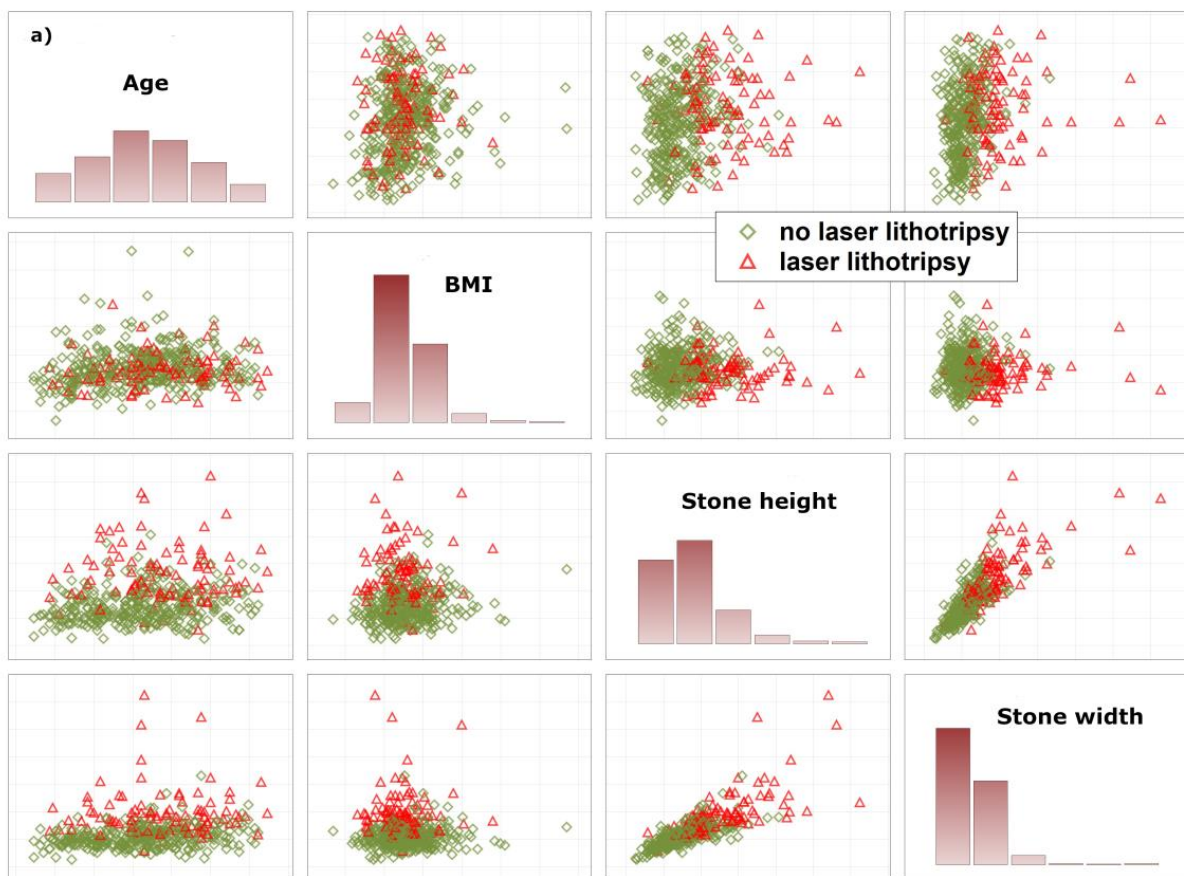 a)
Age
no laser lithotripsy
laser lithotripsy
BMI
Stone height
Stone width